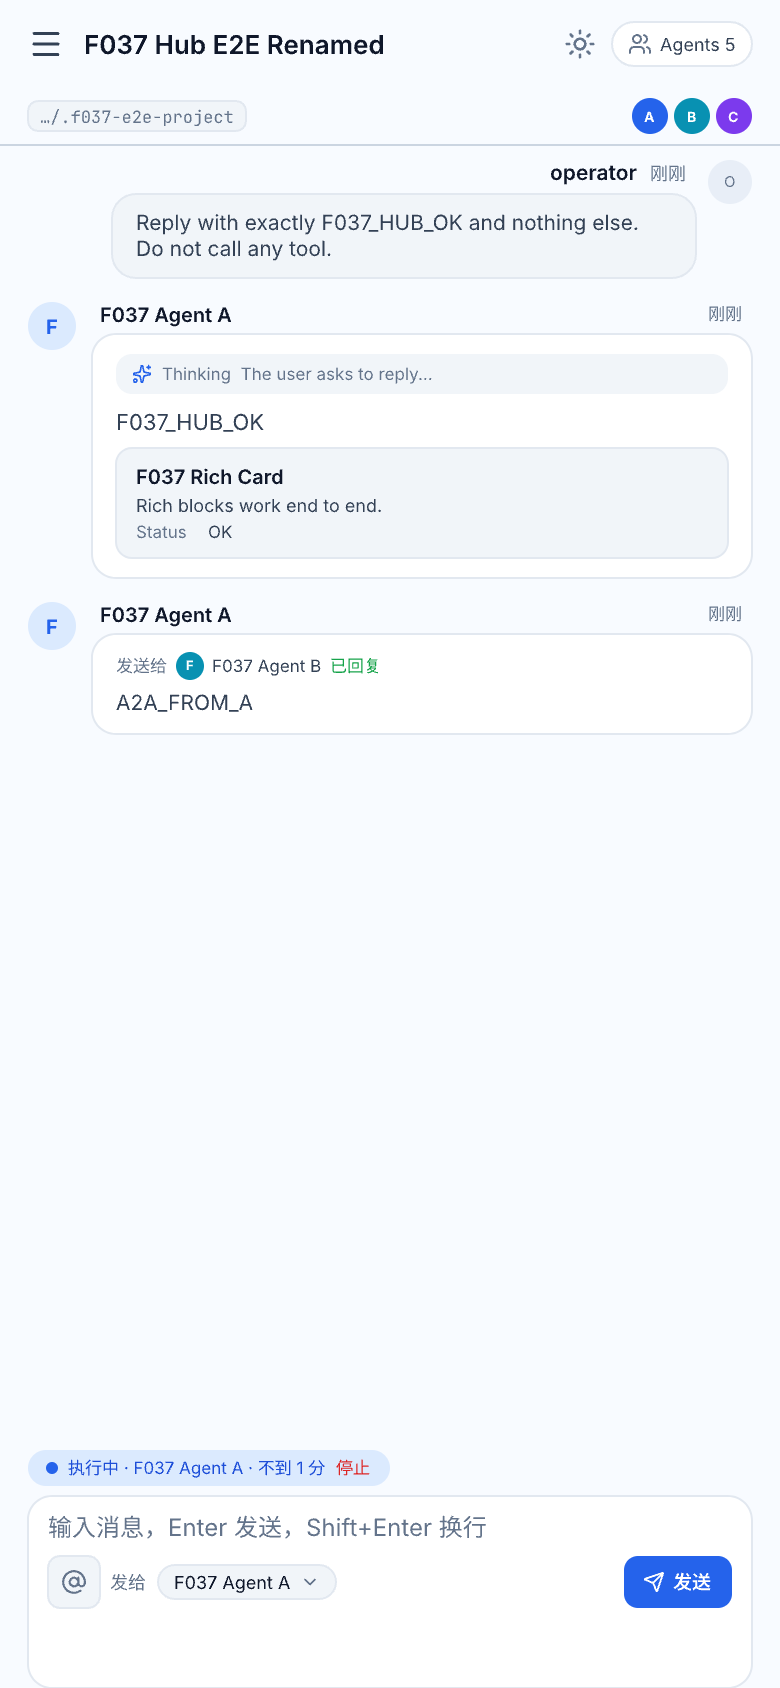 F037 Hub E2E Renamed
Agents 5
…/.f037-e2e-project
A B C
operator 刚刚
O
Reply with exactly F037_HUB_OK and nothing else.
Do not call any tool.
F
F037 Agent A 刚刚
Thinking The user asks to reply...
F037_HUB_OK
F037 Rich Card
Rich blocks work end to end.
Status OK
F
F037 Agent A 刚刚
发送给 F F037 Agent B 已回复
A2A_FROM_A
执行中 · F037 Agent A · 不到 1 分 停止
输入消息，Enter 发送，Shift+Enter 换行
@ 发给 F037 Agent A 发送